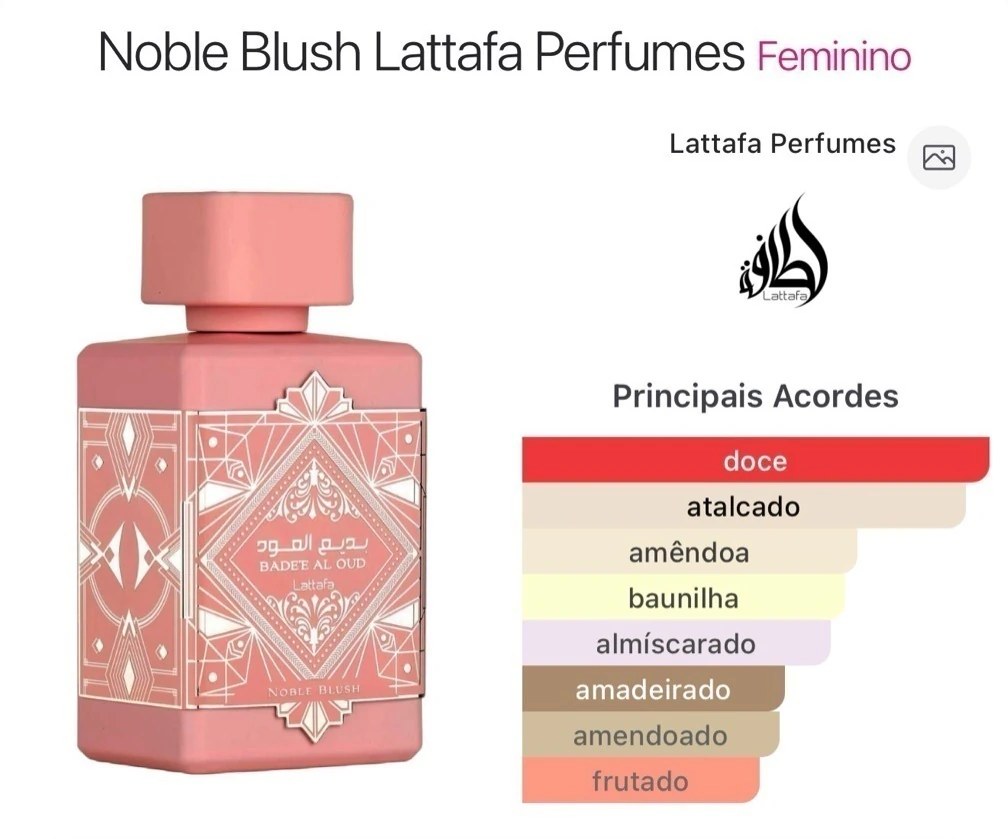 Noble Blush Lattafa Perfumes Feminino
Lattafa Perfumes
لطافة
Lattafa
Principais Acordes
doce
atalcado
amêndoa
baunilha
almíscarado
amadeirado
amendoado
frutado
بديع العود
BADE'E AL OUD
Lattafa
NOBLE BLUSH